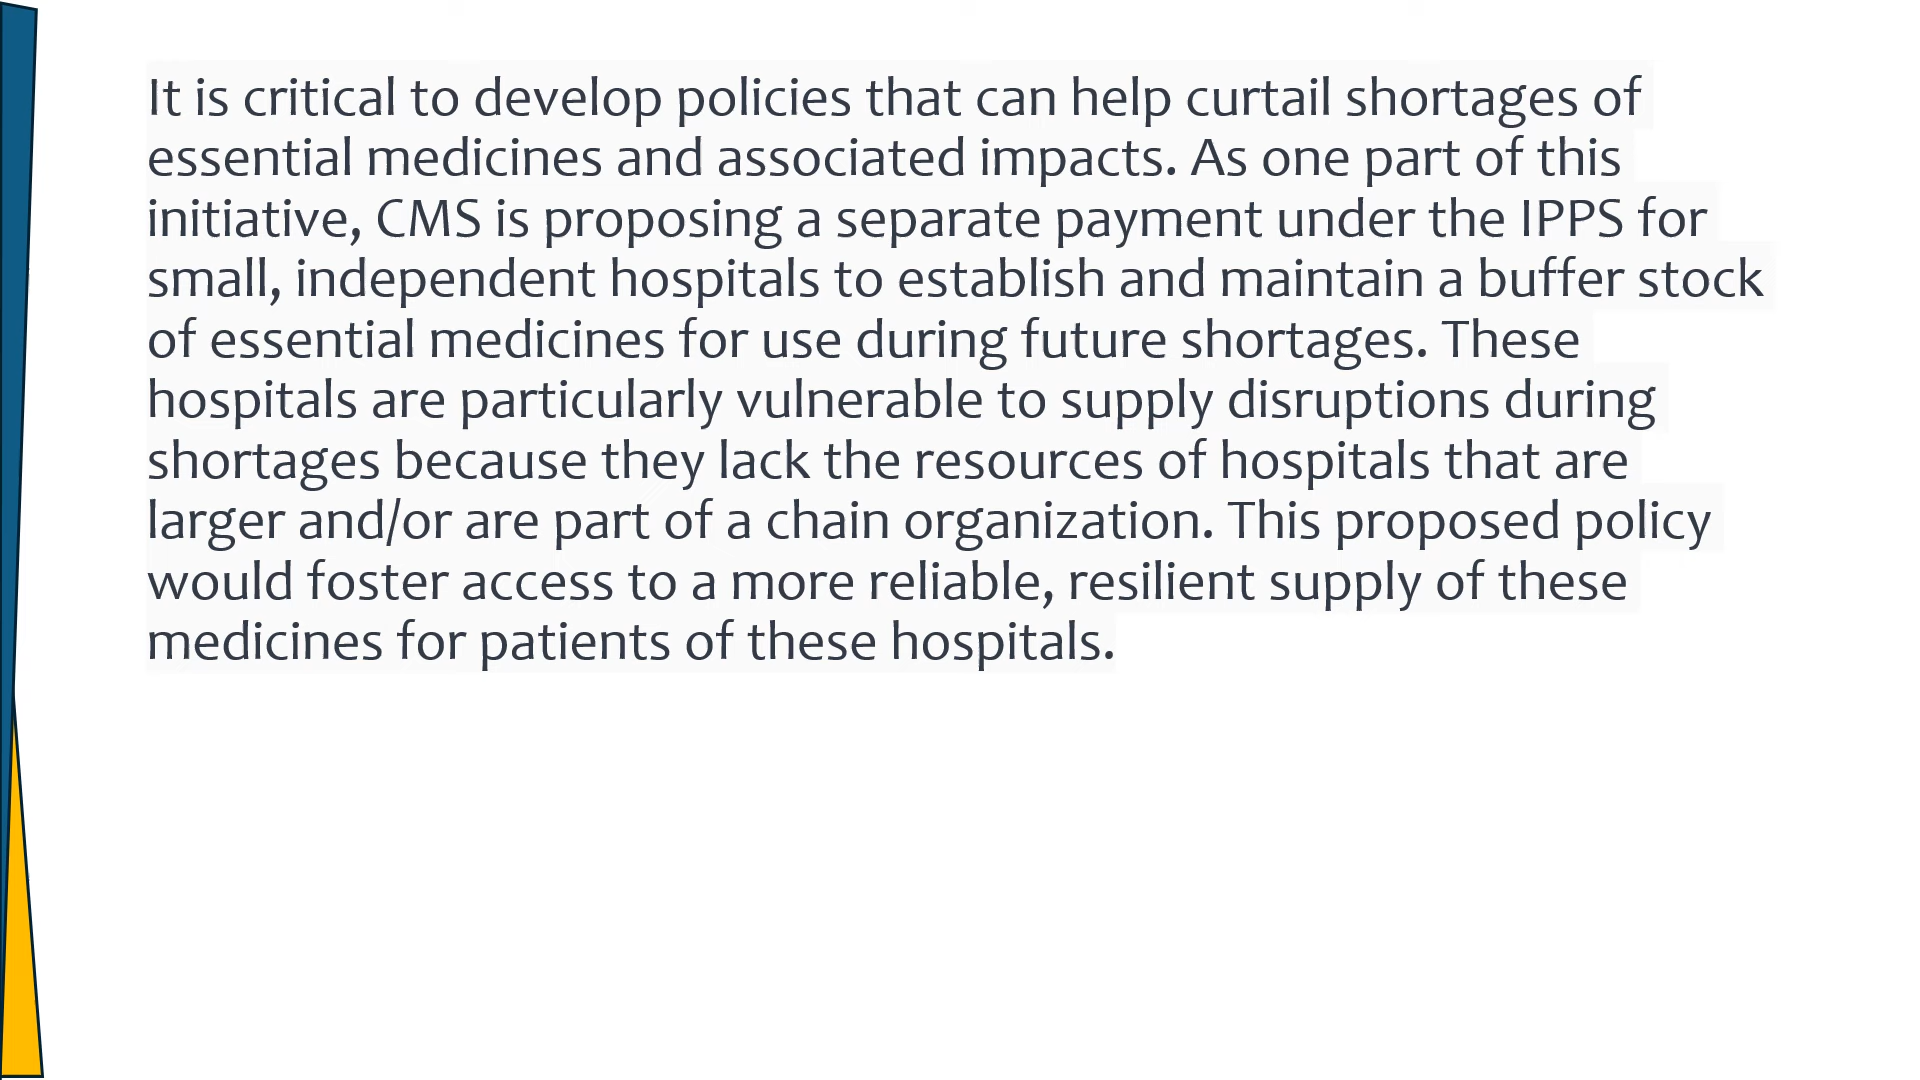 It is critical to develop policies that can help curtail shortages of
essential medicines and associated impacts. As one part of this
initiative, CMS is proposing a separate payment under the IPPS for
small, independent hospitals to establish and maintain a buffer stock
of essential medicines for use during future shortages. These
hospitals are particularly vulnerable to supply disruptions during
shortages because they lack the resources of hospitals that are
larger and/or are part of a chain organization. This proposed policy
would foster access to a more reliable, resilient supply of these
medicines for patients of these hospitals.